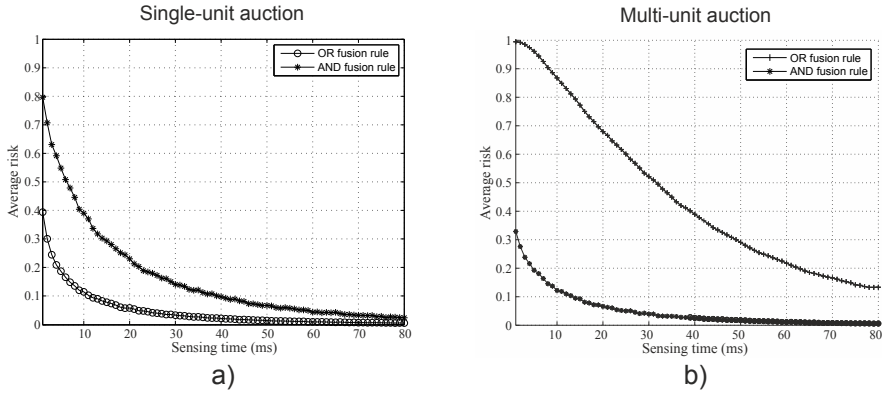 Single-unit auction
1
0.9
0.8
0.7
0.6
0.5
0.4
0.3
0.2
0.1
0
Average risk
OR fusion rule
AND fusion rule
10 20 30 40 50 60 70 80
Sensing time (ms)
a)
Multi-unit auction
1
0.9
0.8
0.7
0.6
0.5
0.4
0.3
0.2
0.1
0
Average risk
OR fusion rule
AND fusion rule
10 20 30 40 50 60 70 80
Sensing time (ms)
b)